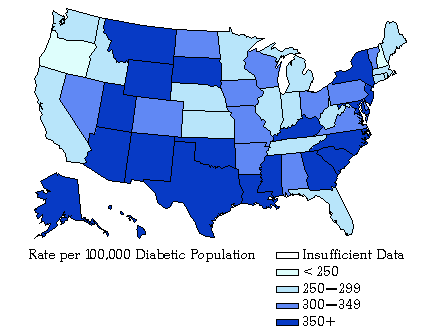 Rate per 100,000 Diabetic Population
Insufficient Data
< 250
250—299
300—349
350+